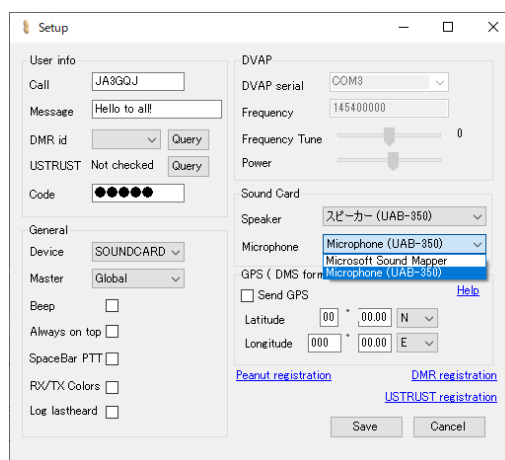 Setup
User info
Call JA3GQJ
Message Hello to all!
DMR id Query
USTRUST Not checked Query
Code ●●●●●
General
Device SOUNDCARD
Master Global
Beep
Always on top
SpaceBar PTT
RX/TX Colors
Log lastheard
DVAP
DVAP serial COM3
Frequency 145400000
Frequency Tune 0
Power
Sound Card
Speaker スピーカー (UAB-350)
Microphone Microphone (UAB-350)
Microsoft Sound Mapper
Microphone (UAB-350)
GPS ( DMS form
Send GPS Help
Latitude 00 ° 00.00 N
Longitude 000 ° 00.00 E
Peanut registration DMR registration
USTRUST registration
Save Cancel